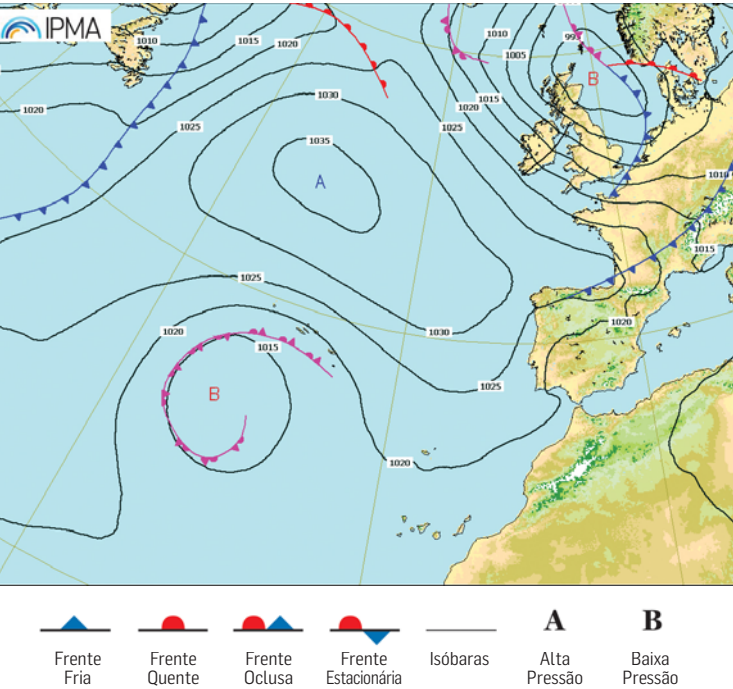 IPMA
1010
1015
1020
1010
1005
995
B
1015
1020
1025
1030
1020
1025
1035
A
1010
1015
1025
1020
1030
1020
1015
1025
B
1020
Frente Fria
Frente Quente
Frente Oclusa
Frente Estacionária
Isóbaras
A
Alta Pressão
B
Baixa Pressão